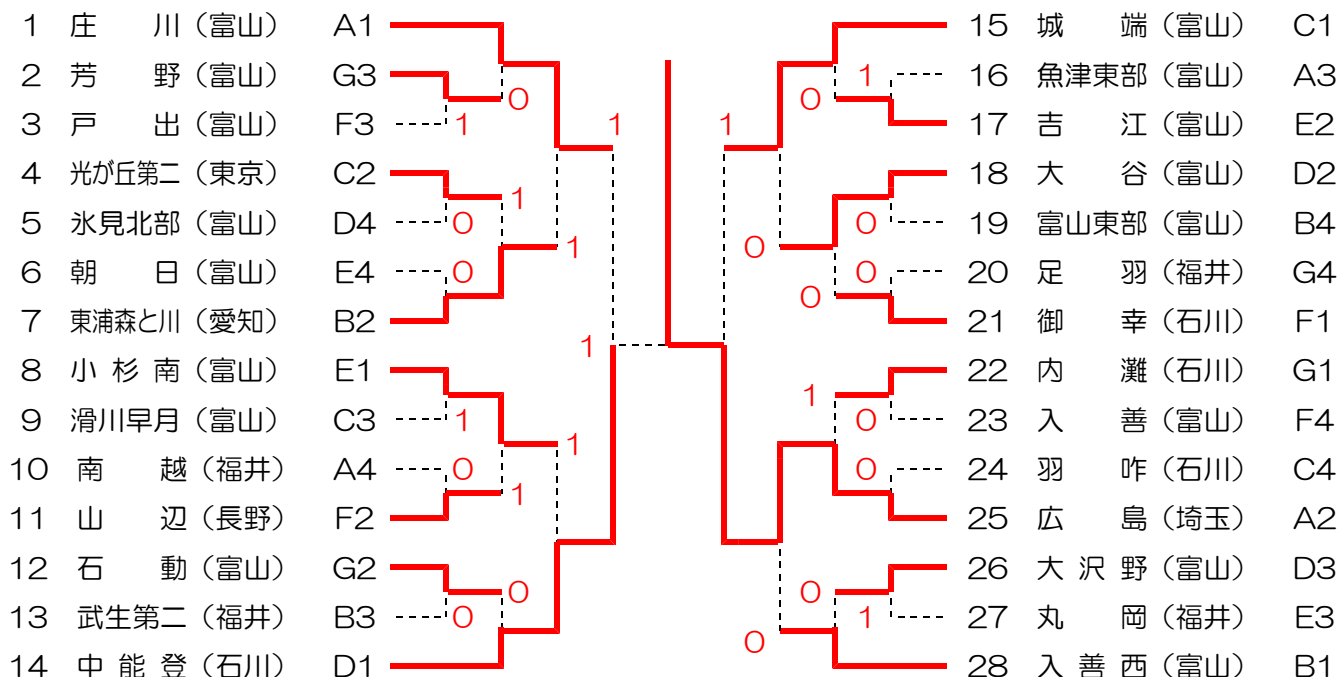 1 庄 川（富山） A1
2 芳 野（富山） G3
3 戸 出（富山） F3
4 光が丘第二（東京） C2
5 氷見北部（富山） D4
6 朝 日（富山） E4
7 東浦森と川（愛知） B2
8 小 杉 南（富山） E1
9 滑川早月（富山） C3
10 南 越（福井） A4
11 山 辺（長野） F2
12 石 動（富山） G2
13 武生第二（福井） B3
14 中 能 登（石川） D1
0
1
1
0
1
0
1
1
1
1
0
1
0
0
0
1
1
0
1
0
0
0
0
1
0
0
0
1
0
15 城 端（富山） C1
16 魚津東部（富山） A3
17 吉 江（富山） E2
18 大 谷（富山） D2
19 富山東部（富山） B4
20 足 羽（福井） G4
21 御 幸（石川） F1
22 内 灘（石川） G1
23 入 善（富山） F4
24 羽 咋（石川） C4
25 広 島（埼玉） A2
26 大 沢 野（富山） D3
27 丸 岡（福井） E3
28 入 善 西（富山） B1